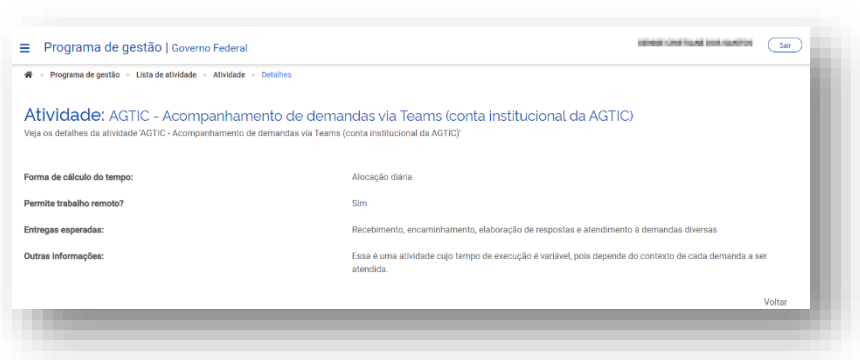 Programa de gestão | Governo Federal
Sair
Programa de gestão Lista de atividade Atividade Detalhes
Atividade: AGTIC - Acompanhamento de demandas via Teams (conta institucional da AGTIC)
Veja os detalhes da atividade 'AGTIC - Acompanhamento de demandas via Teams (conta institucional da AGTIC)'
Forma de cálculo do tempo: Alocação diária
Permite trabalho remoto? Sim
Entregas esperadas: Recebimento, encaminhamento, elaboração de respostas e atendimento à demandas diversas
Outras informações: Essa é uma atividade cujo tempo de execução é variável, pois depende do contexto de cada demanda a ser
atendida.
Voltar